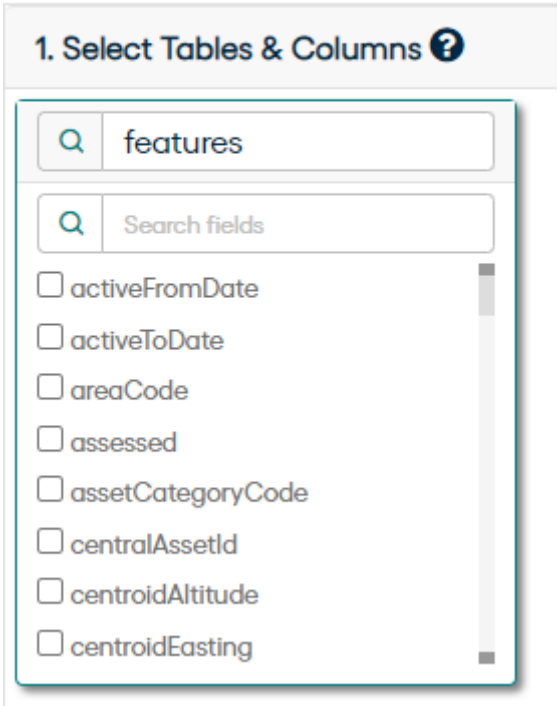 1. Select Tables & Columns ?
features
Search fields
activeFromDate
activeToDate
areaCode
assessed
assetCategoryCode
centralAssetId
centroidAltitude
centroidEasting